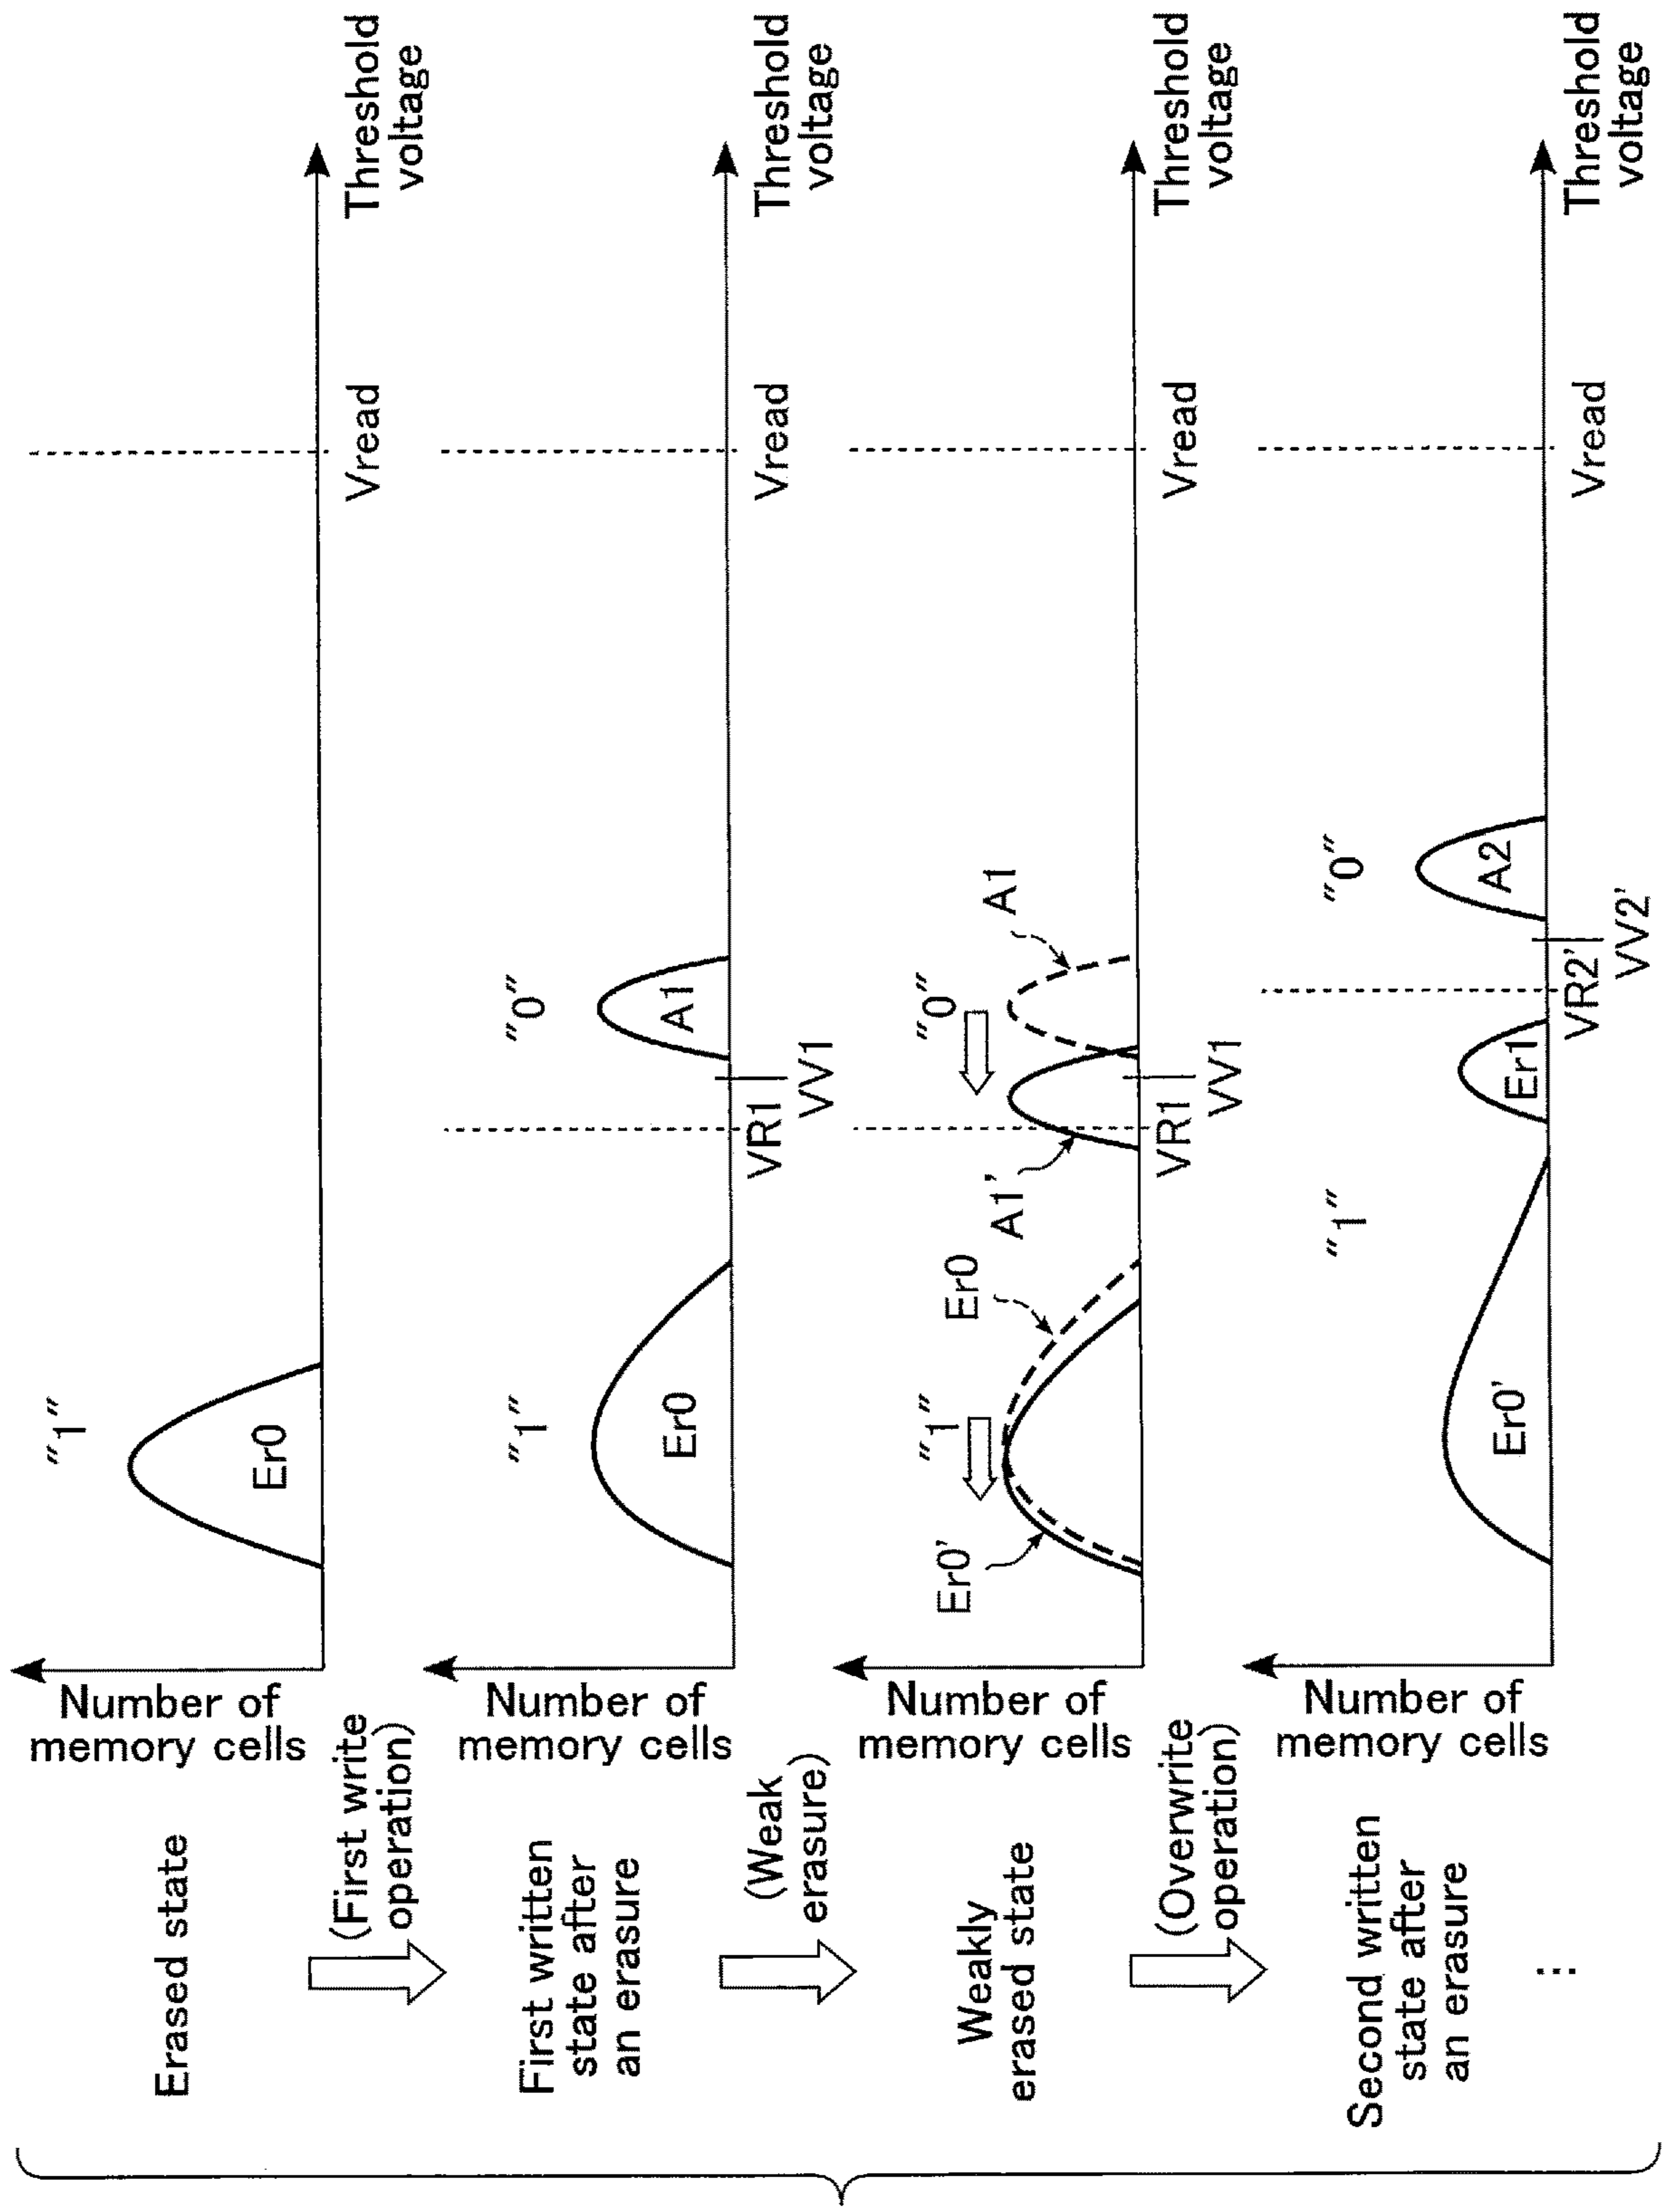 Erased state
Number of
memory cells
"1"
Er0
Vread
Threshold
voltage
(First write
operation)
First written
state after
an erasure
Number of
memory cells
"1"
Er0
"0"
A1
VR1
VV1
Vread
Threshold
voltage
(Weak
erasure)
Weakly
erased state
Number of
memory cells
Er0'
"1"
Er0
A1'
"0"
A1
VR1
VV1
Vread
Threshold
voltage
(Overwrite
operation)
Second written
state after
an erasure
Number of
memory cells
Er0'
"1"
Er1
"0"
A2
VR2'
VV2'
Vread
Threshold
voltage
...